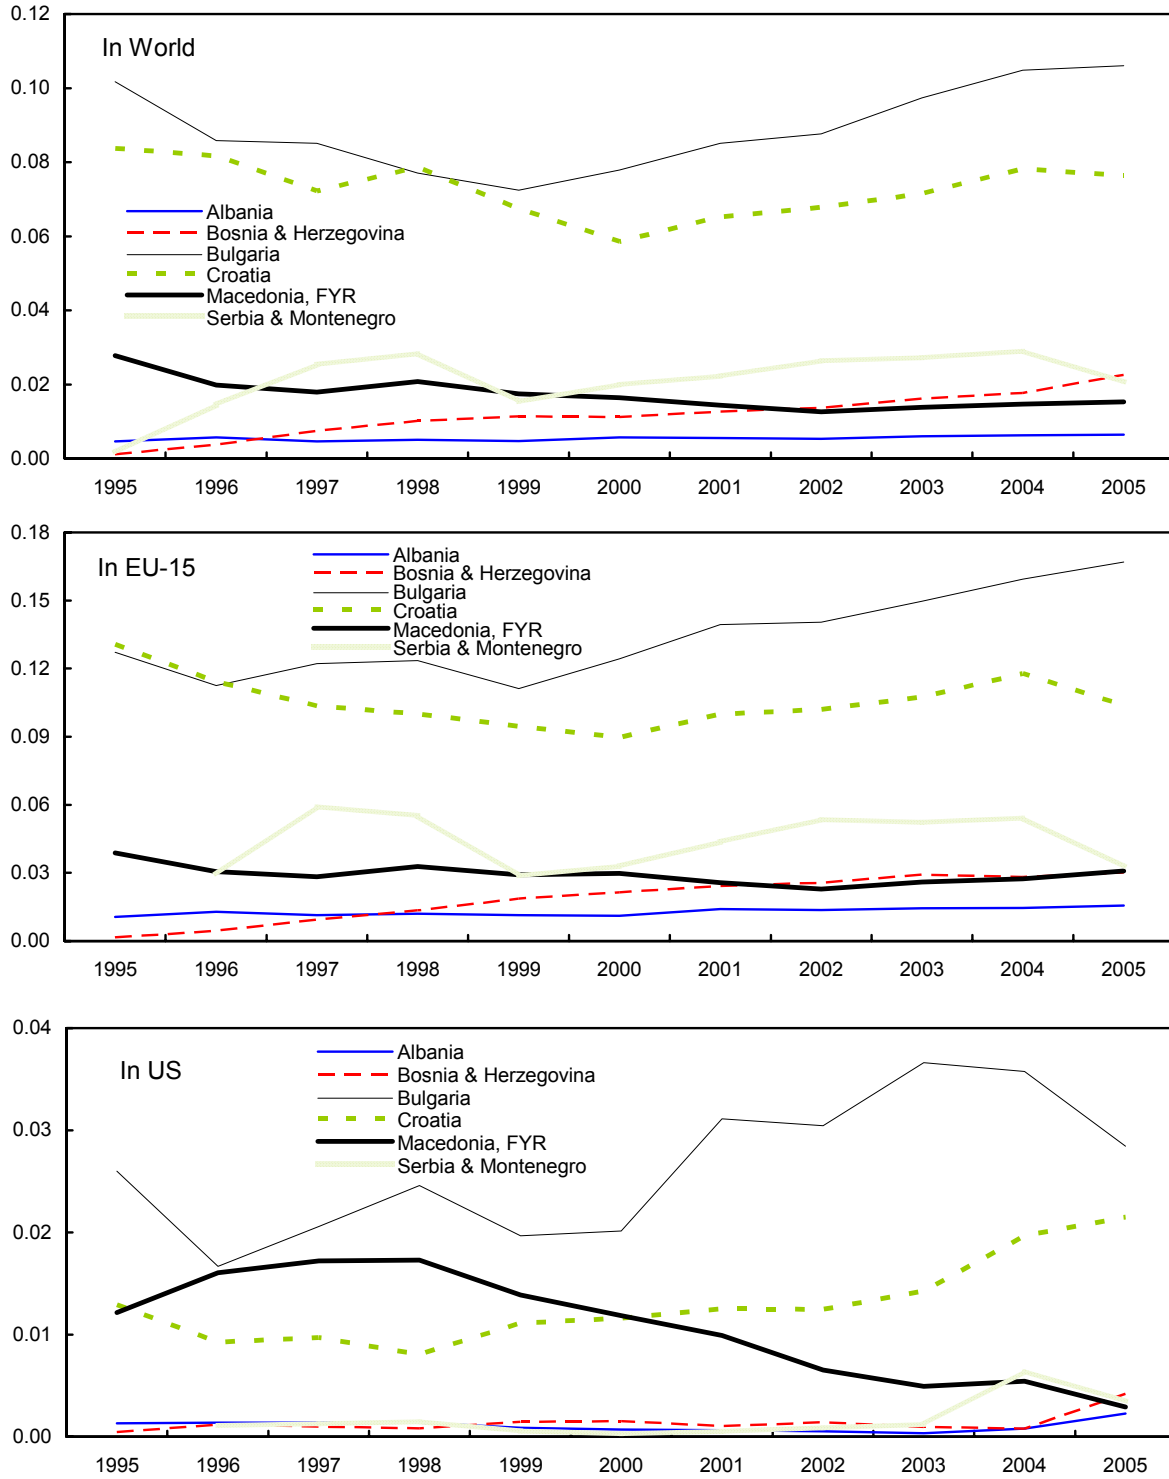 0.12
In World
0.10
0.08
Albania
Bosnia & Herzegovina
0.06
Bulgaria
Croatia
Macedonia, FYR
0.04
Serbia & Montenegro
0.02
0.00
1995 1996 1997 1998 1999 2000 2001 2002 2003 2004 2005
0.18
In EU-15
Albania
Bosnia & Herzegovina
0.15
Bulgaria
Croatia
Macedonia, FYR
Serbia & Montenegro
0.12
0.09
0.06
0.03
0.00
1995 1996 1997 1998 1999 2000 2001 2002 2003 2004 2005
0.04
In US
Albania
Bosnia & Herzegovina
Bulgaria
Croatia
0.03
Macedonia, FYR
Serbia & Montenegro
0.02
0.01
0.00
1995 1996 1997 1998 1999 2000 2001 2002 2003 2004 2005